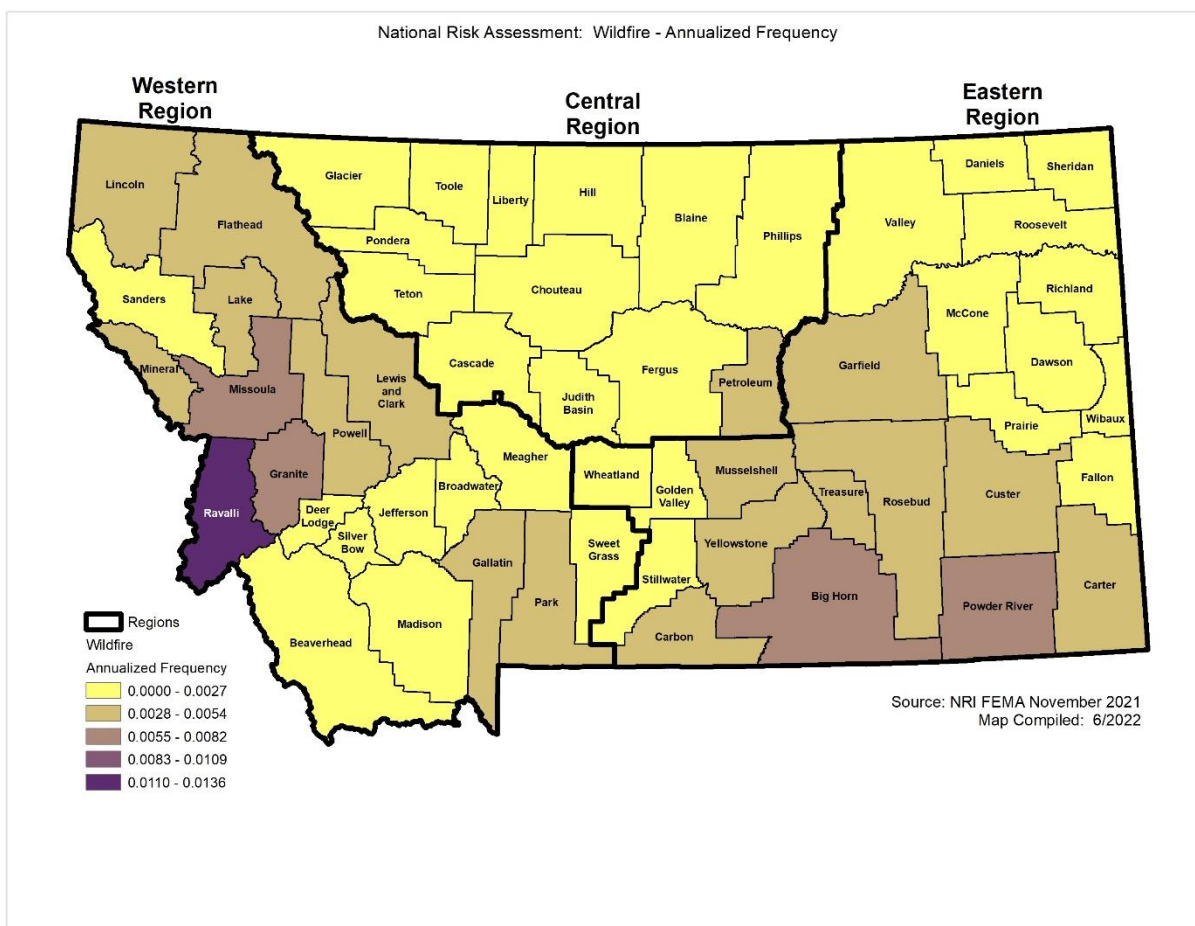 National Risk Assessment: Wildfire - Annualized Frequency
Western
Region
Central
Region
Eastern
Region
Lincoln
Flathead
Glacier
Toole
Liberty
Hill
Blaine
Phillips
Valley
Daniels
Sheridan
Roosevelt
Pondera
Teton
Chouteau
Sanders
Lake
Richland
McCone
Dawson
Mineral
Missoula
Lewis
and
Clark
Cascade
Judith
Basin
Fergus
Petroleum
Garfield
Prairie
Wibaux
Powell
Granite
Ravalli
Meagher
Broadwater
Wheatland
Golden
Valley
Musselshell
Treasure
Rosebud
Custer
Fallon
Deer
Lodge
Silver
Bow
Jefferson
Gallatin
Park
Sweet
Grass
Stillwater
Yellowstone
Big Horn
Powder River
Carter
Carbon
Beaverhead
Madison
Regions
Wildfire
Annualized Frequency
0.0000 - 0.0027
0.0028 - 0.0054
0.0055 - 0.0082
0.0083 - 0.0109
0.0110 - 0.0136
Source: NRI FEMA November 2021
Map Compiled: 6/2022